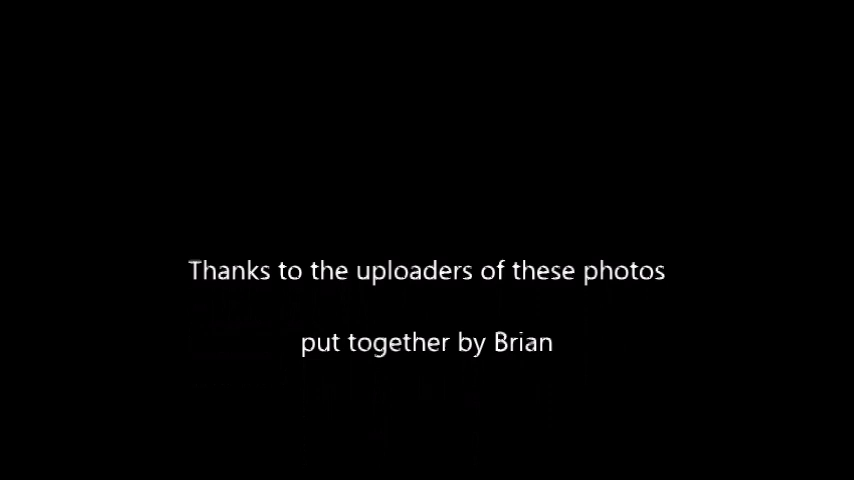 Thanks to the uploaders of these photos
put together by Brian